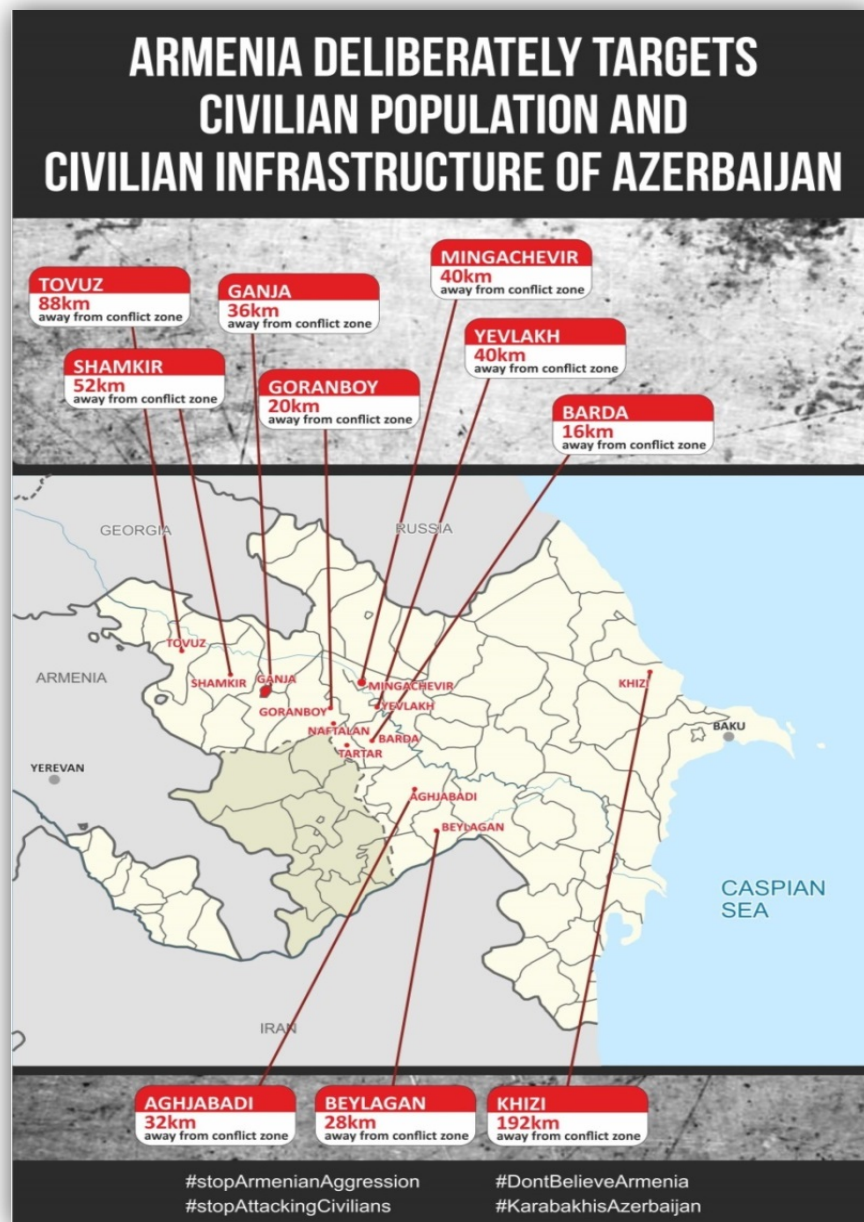 ARMENIA DELIBERATELY TARGETS
CIVILIAN POPULATION AND
CIVILIAN INFRASTRUCTURE OF AZERBAIJAN
MINGACHEVIR
40km
away from conflict zone
TOVUZ
88km
away from conflict zone
GANJA
36km
away from conflict zone
YEVLAKH
40km
away from conflict zone
SHAMKIR
52km
away from conflict zone
GORANBOY
20km
away from conflict zone
BARDA
16km
away from conflict zone
GEORGIA
RUSSIA
TOVUZ
ARMENIA
SHAMKIR
GANJA
MINGACHEVIR
KHIZI
GORANBOY
YEVLAKH
NAFTALAN
BARDA
BAKU
TARTAR
YEREVAN
AGHJABADI
BEYLAGAN
CASPIAN
SEA
IRAN
AGHJABADI
32km
away from conflict zone
BEYLAGAN
28km
away from conflict zone
KHIZI
192km
away from conflict zone
#stopArmenianAggression
#DontBelieveArmenia
#stopAttackingCivilians
#KarabakhisAzerbaijan